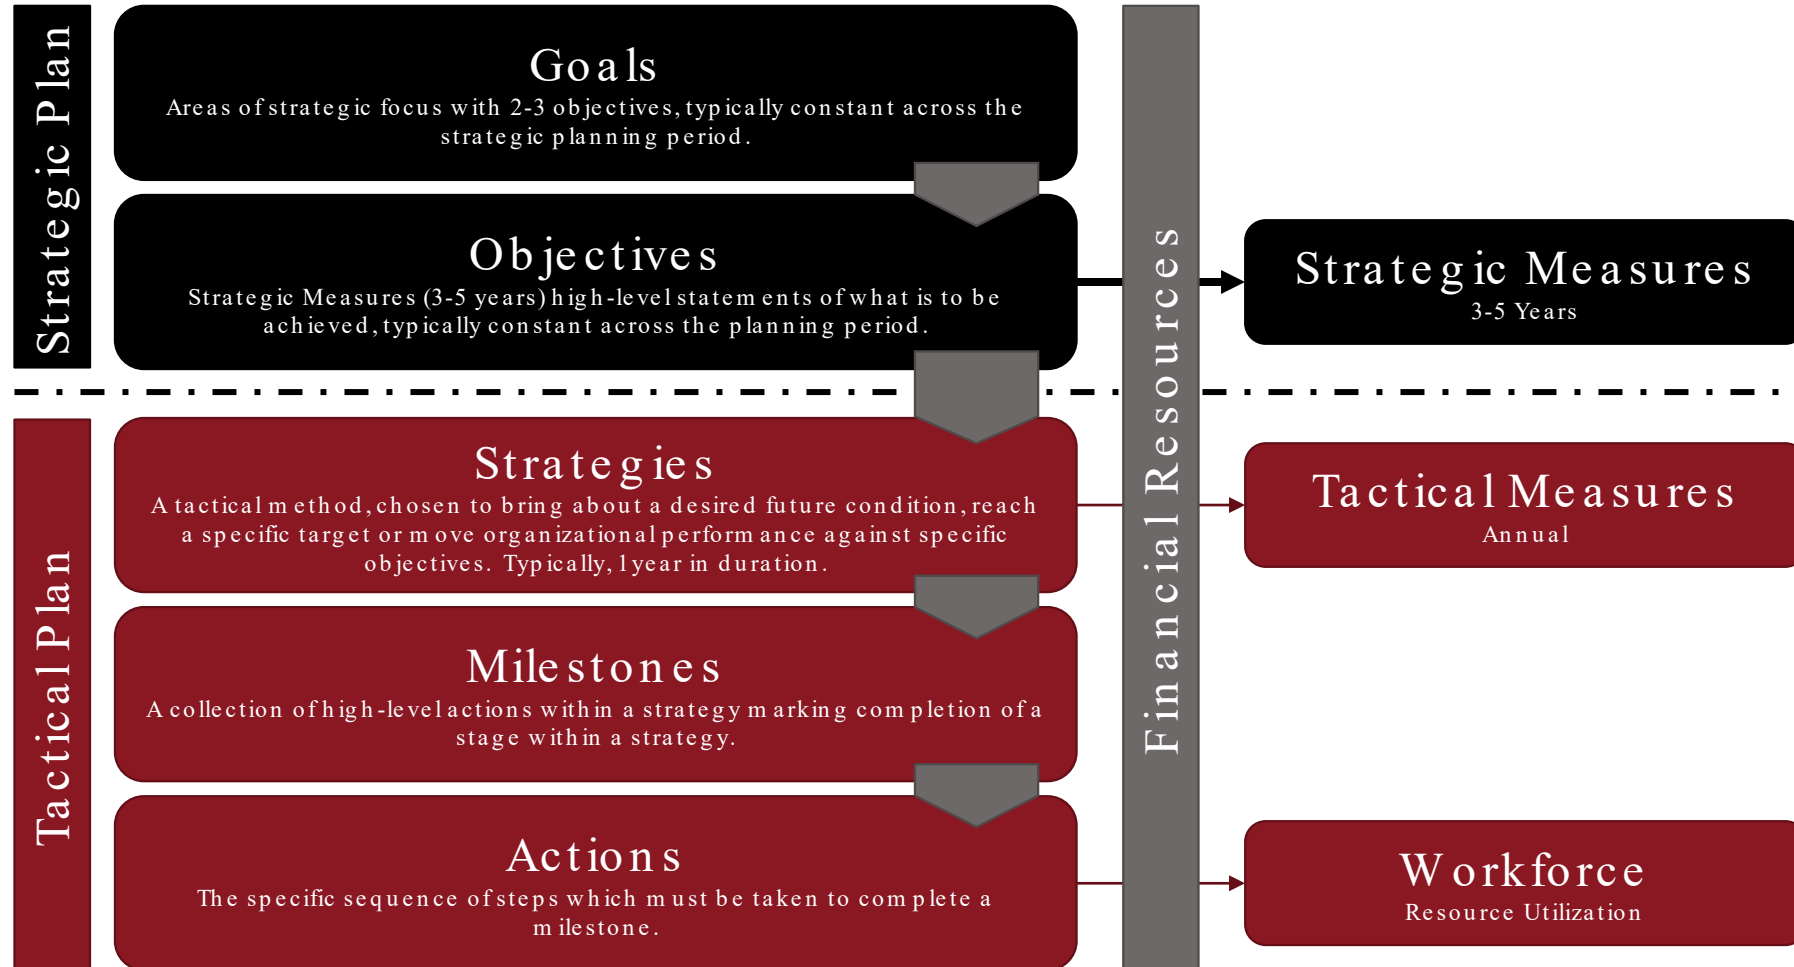 Strategic Plan
Goals
Areas of strategic focus with 2-3 objectives, typically constant across the
strategic planning period.
Objectives
Strategic Measures (3-5 years) high-level statements of what is to be
achieved, typically constant across the planning period.
Financial Resources
Strategic Measures
3-5 Years
Tactical Plan
Strategies
A tactical method, chosen to bring about a desired future condition, reach
a specific target or move organizational performance against specific
objectives. Typically, 1 year in duration.
Tactical Measures
Annual
Milestones
A collection of high-level actions within a strategy marking completion of a
stage within a strategy.
Actions
The specific sequence of steps which must be taken to complete a
milestone.
Workforce
Resource Utilization